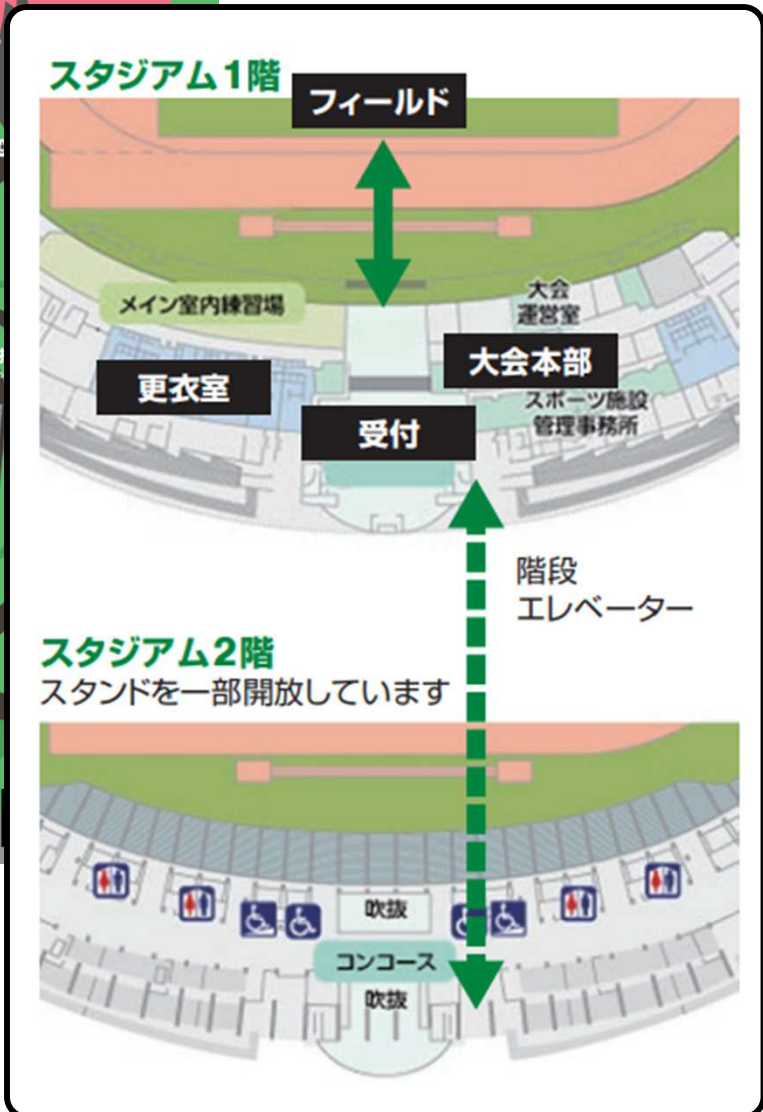 スタジアム1階
フィールド
メイン室内練習場
大会
運営室
大会本部
更衣室
スポーツ施設
管理事務所
受付
階段
エレベーター
スタジアム2階
スタンドを一部開放しています
吹抜
コンコース
吹抜